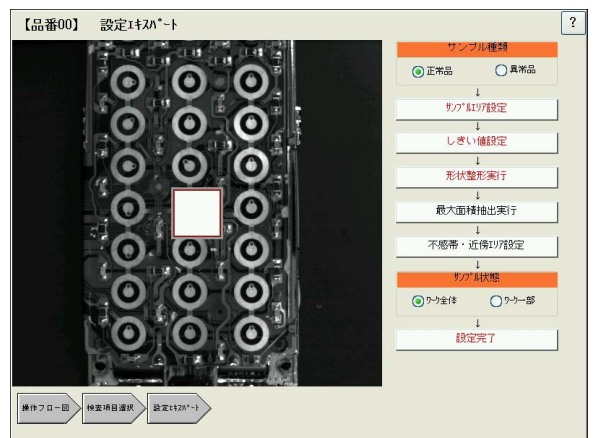 【品番00】 設定ｴｷｽﾊﾟｰﾄ
?
サンプル種類
正常品 異常品
↓
ｻﾝﾌﾟﾙｴﾘｱ設定
↓
しきい値設定
↓
形状整形実行
↓
最大面積抽出実行
↓
不感帯・近傍ｴﾘｱ設定
↓
ｻﾝﾌﾟﾙ状態
ﾜｰｸ全体 ﾜｰｸ一部
↓
設定完了
操作フロー図 検査項目選択 設定ｴｷｽﾊﾟｰﾄ